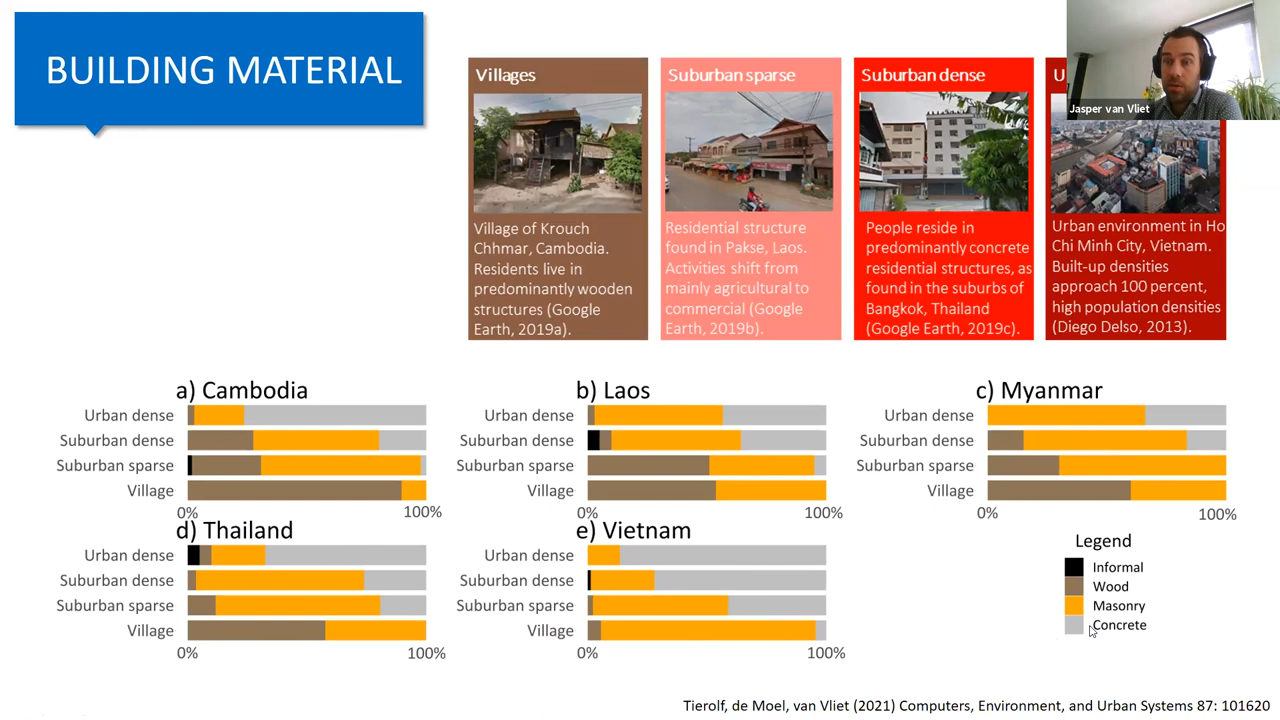 BUILDING MATERIAL
Jasper van Vliet
Villages
Village of Krouch
Chhmar, Cambodia.
Residents live in
predominantly wooden
structures (Google
Earth, 2019a).
Suburban sparse
Residential structure
found in Pakse, Laos.
Activities shift from
mainly agricultural to
commercial (Google
Earth, 2019b).
Suburban dense
People reside in
predominantly concrete
residential structures, as
found in the suburbs of
Bangkok, Thailand
(Google Earth, 2019c).
Urban environment in Ho
Chi Minh City, Vietnam.
Built-up densities
approach 100 percent,
high population densities
(Diego Delso, 2013).
a) Cambodia
Urban dense
Suburban dense
Suburban sparse
Village
0% 100%
b) Laos
Urban dense
Suburban dense
Suburban sparse
Village
0% 100%
c) Myanmar
Urban dense
Suburban dense
Suburban sparse
Village
0% 100%
d) Thailand
Urban dense
Suburban dense
Suburban sparse
Village
0% 100%
e) Vietnam
Urban dense
Suburban dense
Suburban sparse
Village
0% 100%
Legend
Informal
Wood
Masonry
Concrete
Tierolf, de Moel, van Vliet (2021) Computers, Environment, and Urban Systems 87: 101620